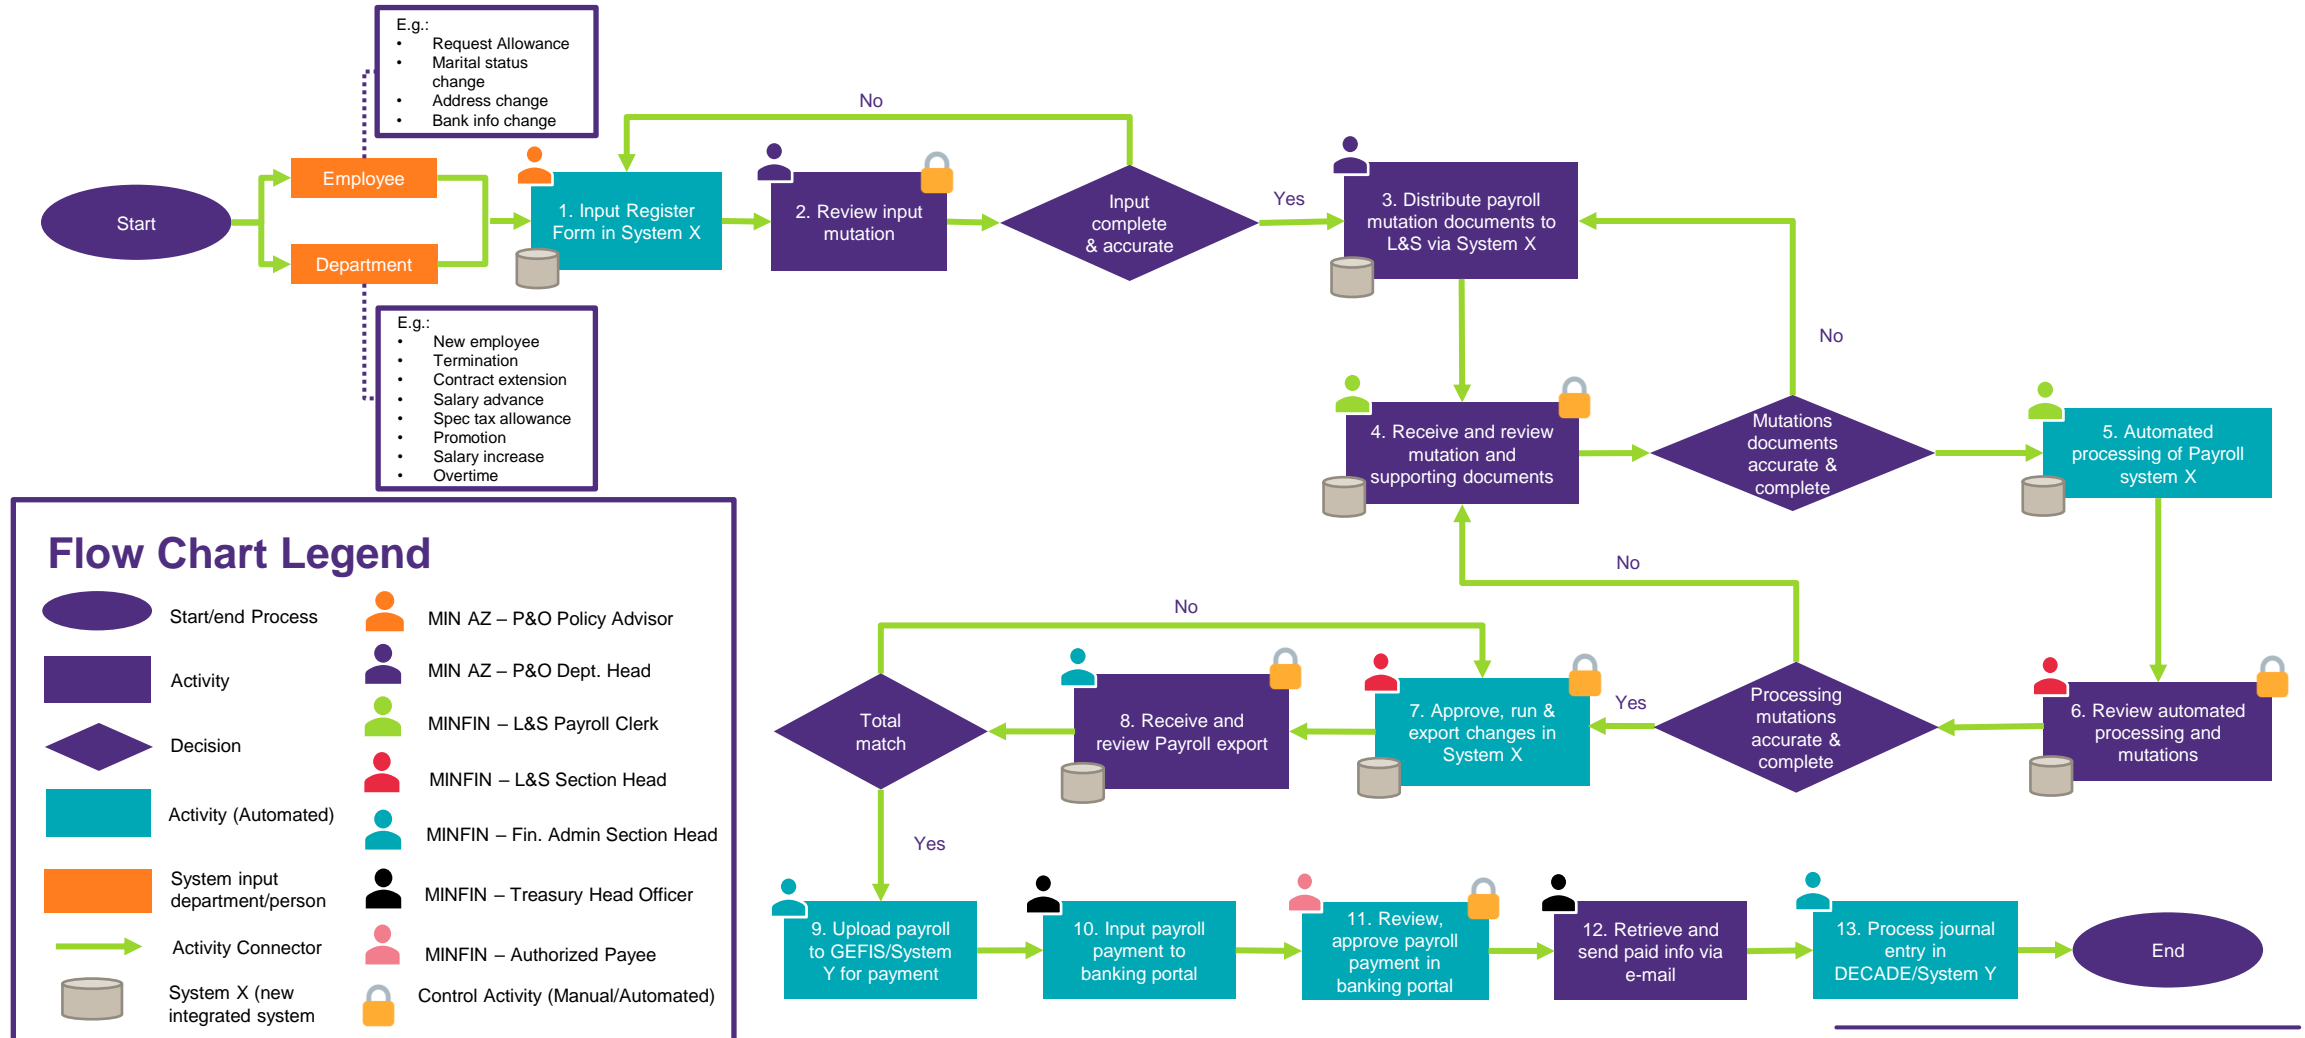 E.g.:
• Request Allowance
• Marital status
change
• Address change
• Bank info change
No
Start
Employee
Department
1. Input Register
Form in System X
2. Review input
mutation
Input
complete
& accurate
Yes
3. Distribute payroll
mutation documents to
L&S via System X
E.g.:
• New employee
• Termination
• Contract extension
• Salary advance
• Spec tax allowance
• Promotion
• Salary increase
• Overtime
No
4. Receive and review
mutation and
supporting documents
Mutations
documents
accurate &
complete
5. Automated
processing of Payroll
system X
No
No
Total
match
8. Receive and
review Payroll export
7. Approve, run &
export changes in
System X
Yes
Processing
mutations
accurate &
complete
6. Review automated
processing and
mutations
Yes
9. Upload payroll
to GEFIS/System
Y for payment
10. Input payroll
payment to
banking portal
11. Review,
approve payroll
payment in
banking portal
12. Retrieve and
send paid info via
e-mail
13. Process journal
entry in
DECADE/System Y
End
Flow Chart Legend
Start/end Process
Activity
Decision
Activity (Automated)
System input
department/person
Activity Connector
System X (new
integrated system
MIN AZ – P&O Policy Advisor
MIN AZ – P&O Dept. Head
MINFIN – L&S Payroll Clerk
MINFIN – L&S Section Head
MINFIN – Fin. Admin Section Head
MINFIN – Treasury Head Officer
MINFIN – Authorized Payee
Control Activity (Manual/Automated)